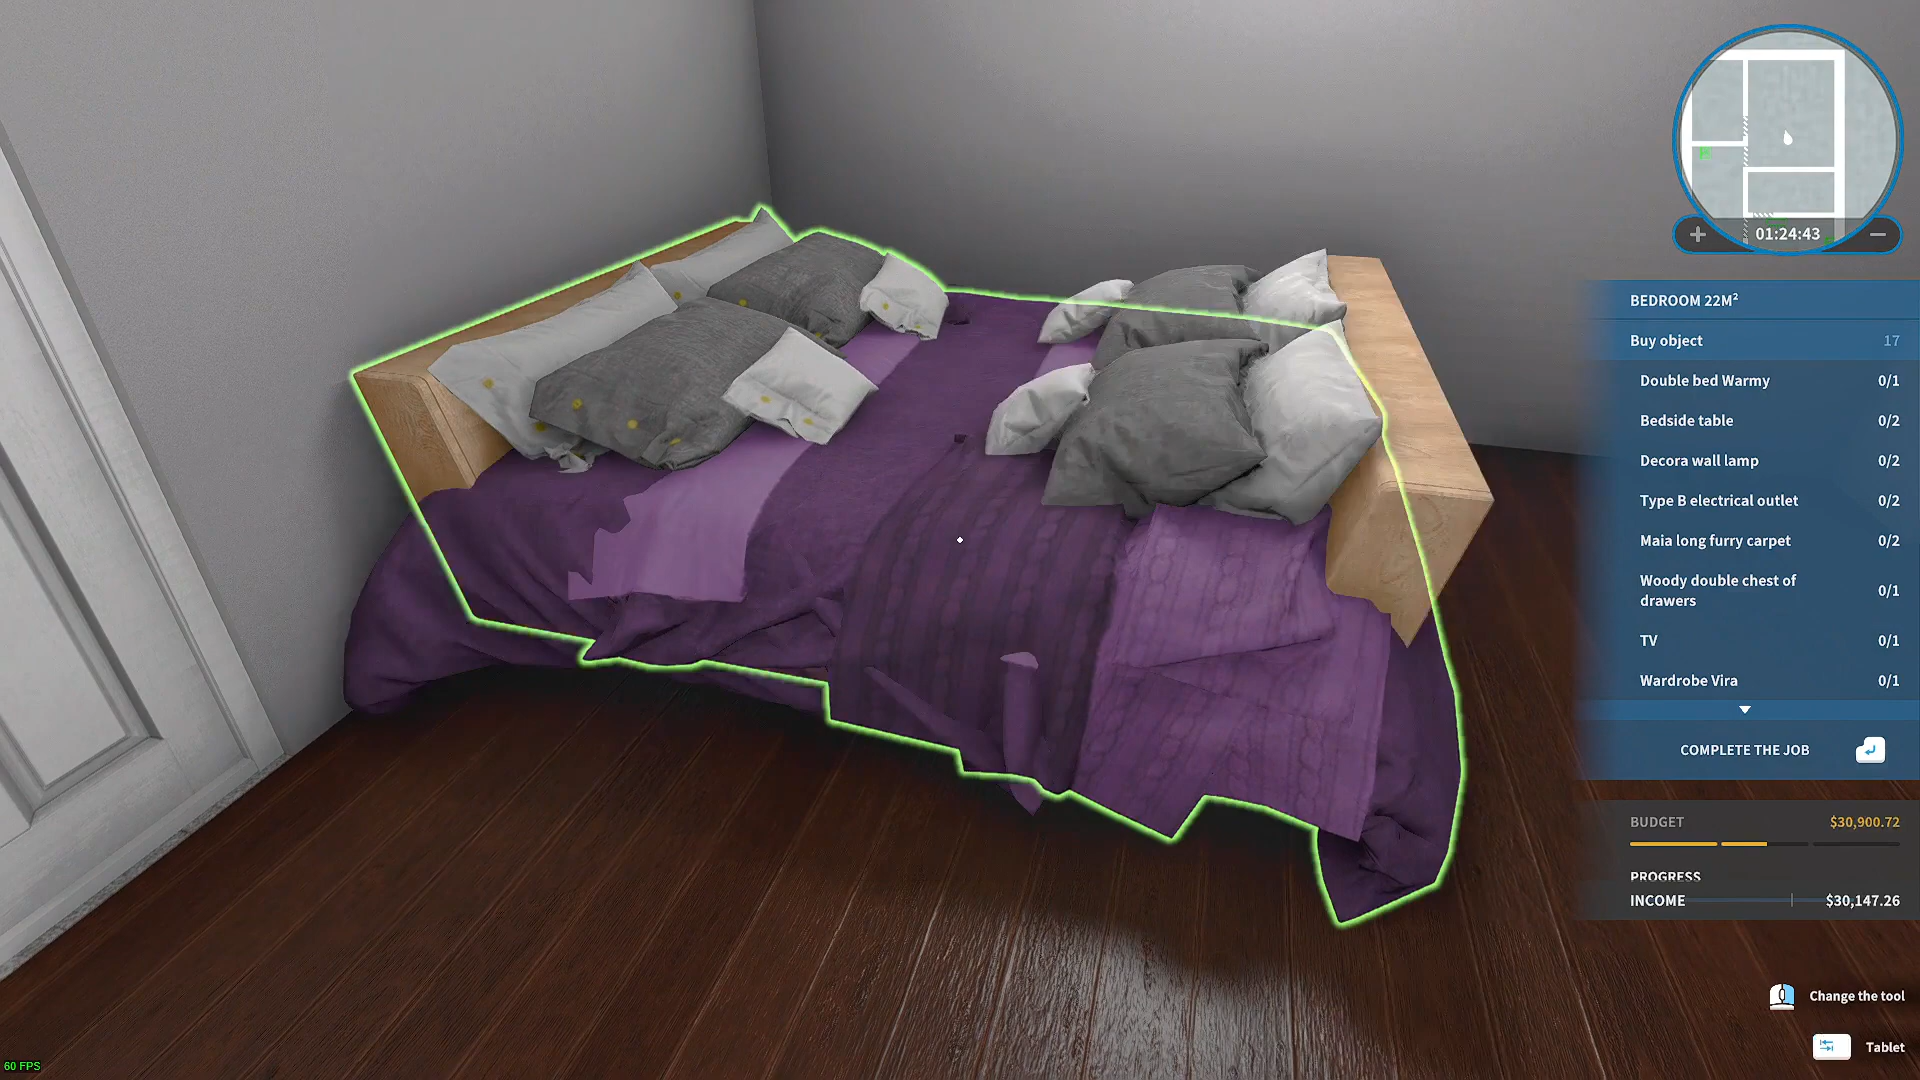 01:24:43
BEDROOM 22M²
Buy object 17
Double bed Warmy 0/1
Bedside table 0/2
Decora wall lamp 0/2
Type B electrical outlet 0/2
Maia long furry carpet 0/2
Woody double chest of
drawers 0/1
TV 0/1
Wardrobe Vira 0/1
COMPLETE THE JOB
BUDGET $30,900.72
PROGRESS
INCOME $30,147.26
Change the tool
Tablet
60 FPS